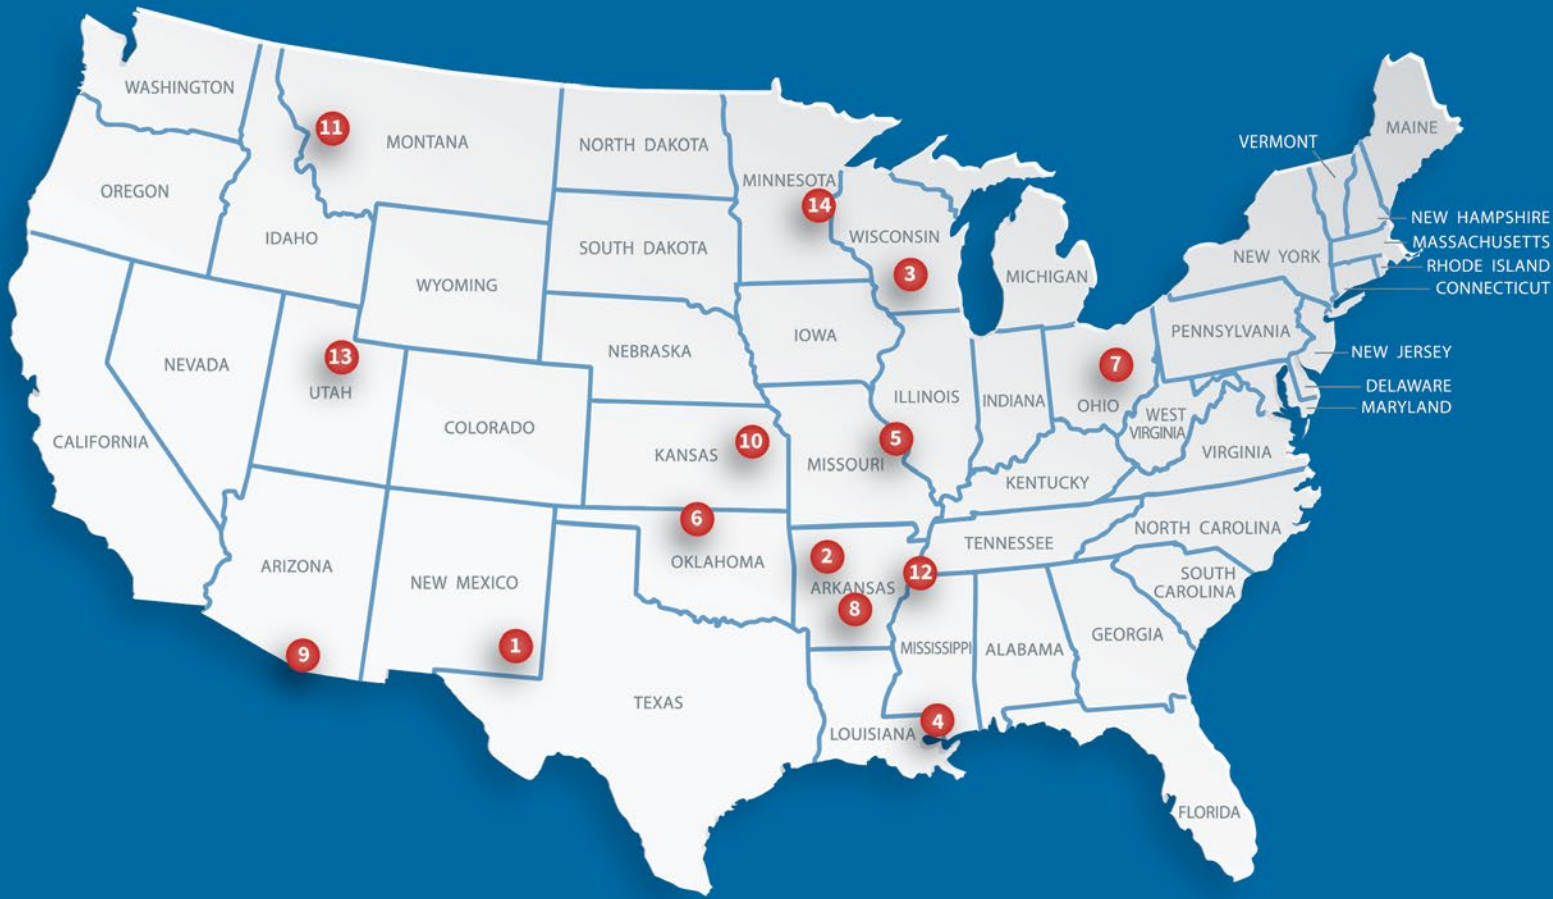 WASHINGTON
11
MONTANA
NORTH DAKOTA
MINNESOTA
14
VERMONT
MAINE
OREGON
IDAHO
SOUTH DAKOTA
WISCONSIN
3
MICHIGAN
NEW YORK
NEW HAMPSHIRE
MASSACHUSETTS
RHODE ISLAND
CONNECTICUT
WYOMING
IOWA
PENNSYLVANIA
NEW JERSEY
DELAWARE
MARYLAND
NEVADA
13
UTAH
NEBRASKA
ILLINOIS
INDIANA
7
OHIO
WEST
VIRGINIA
VIRGINIA
CALIFORNIA
COLORADO
KANSAS
10
MISSOURI
5
KENTUCKY
6
OKLAHOMA
2
ARKANSAS
8
12
TENNESSEE
NORTH CAROLINA
SOUTH
CAROLINA
ARIZONA
NEW MEXICO
9
1
TEXAS
MISSISSIPPI
ALABAMA
GEORGIA
LOUISIANA
4
FLORIDA